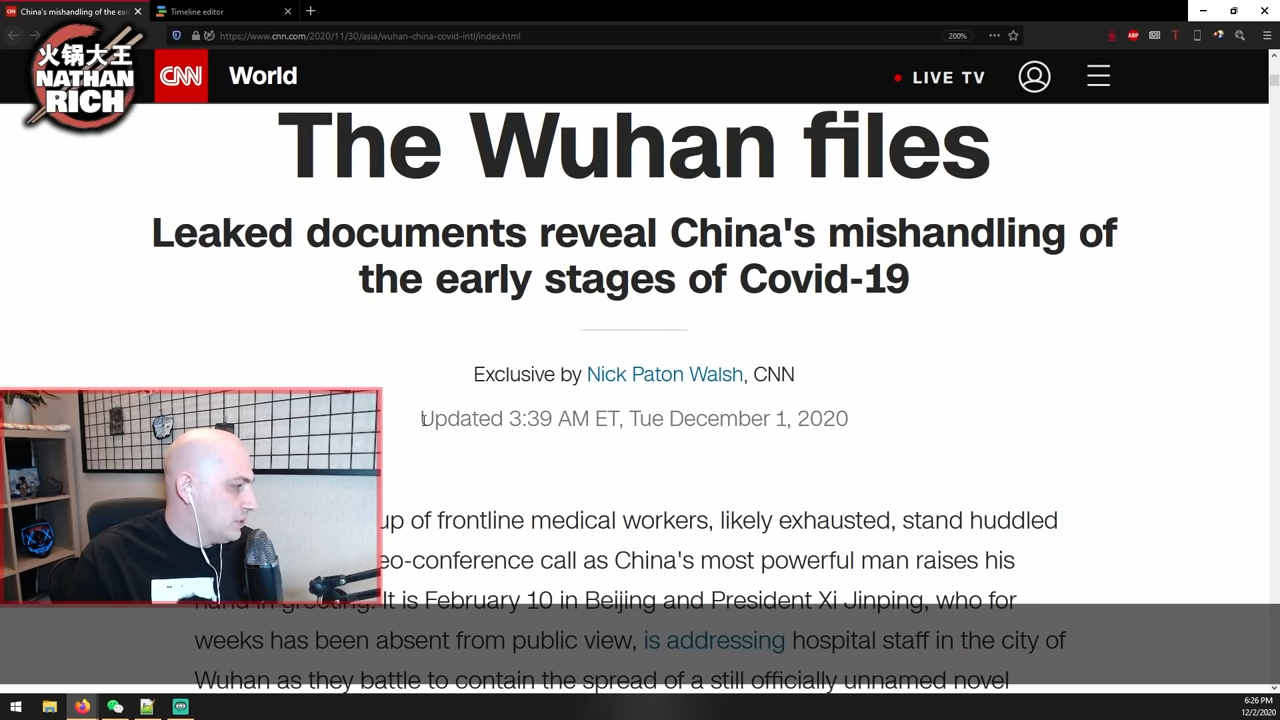 China's mishandling of the ear
Timeline editor
https://www.cnn.com/2020/11/30/asia/wuhan-china-covid-intl/index.html
200%
ABP
火锅大王
NATHAN
RICH
CNN
World
LIVE TV
The Wuhan files
Leaked documents reveal China's mishandling of
the early stages of Covid-19
Exclusive by Nick Paton Walsh, CNN
Updated 3:39 AM ET, Tue December 1, 2020
up of frontline medical workers, likely exhausted, stand huddled
eo-conference call as China's most powerful man raises his
hand in greeting. It is February 10 in Beijing and President Xi Jinping, who for
weeks has been absent from public view, is addressing hospital staff in the city of
Wuhan as they battle to contain the spread of a still officially unnamed novel
6:26 PM
12/2/2020